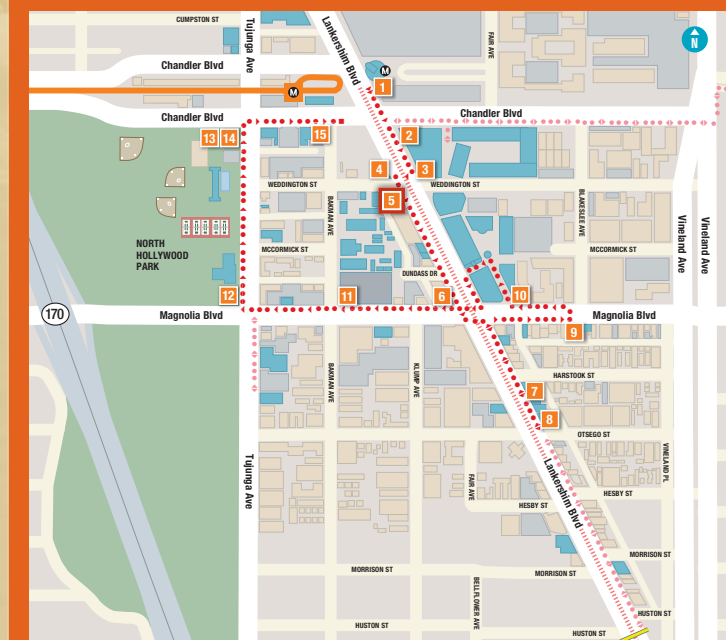 CUMPSTON ST
Tujunga Ave
Lankershim Blvd
FAIR AVE
N
Chandler Blvd
M
M
1
Chandler Blvd
Chandler Blvd
13
14
15
2
4
3
WEDDINGTON ST
WEDDINGTON ST
5
BAKMAN AVE
BLAKESLEE AVE
Vineland Ave
Vineland Ave
NORTH
HOLLYWOOD
PARK
MCCORMICK ST
MCCORMICK ST
DUNDASS DR
12
11
6
10
170
Magnolia Blvd
Magnolia Blvd
9
BAKMAN AVE
KLUMP AVE
HARSTOOK ST
7
8
OTSEGO ST
Tujunga Ave
FAIR AVE
Lankershim Blvd
VINELAND PL
HESBY ST
HESBY ST
MORRISON ST
MORRISON ST
MORRISON ST
BELLFLOWER AVE
HUSTON ST
HUSTON ST
HUSTON ST